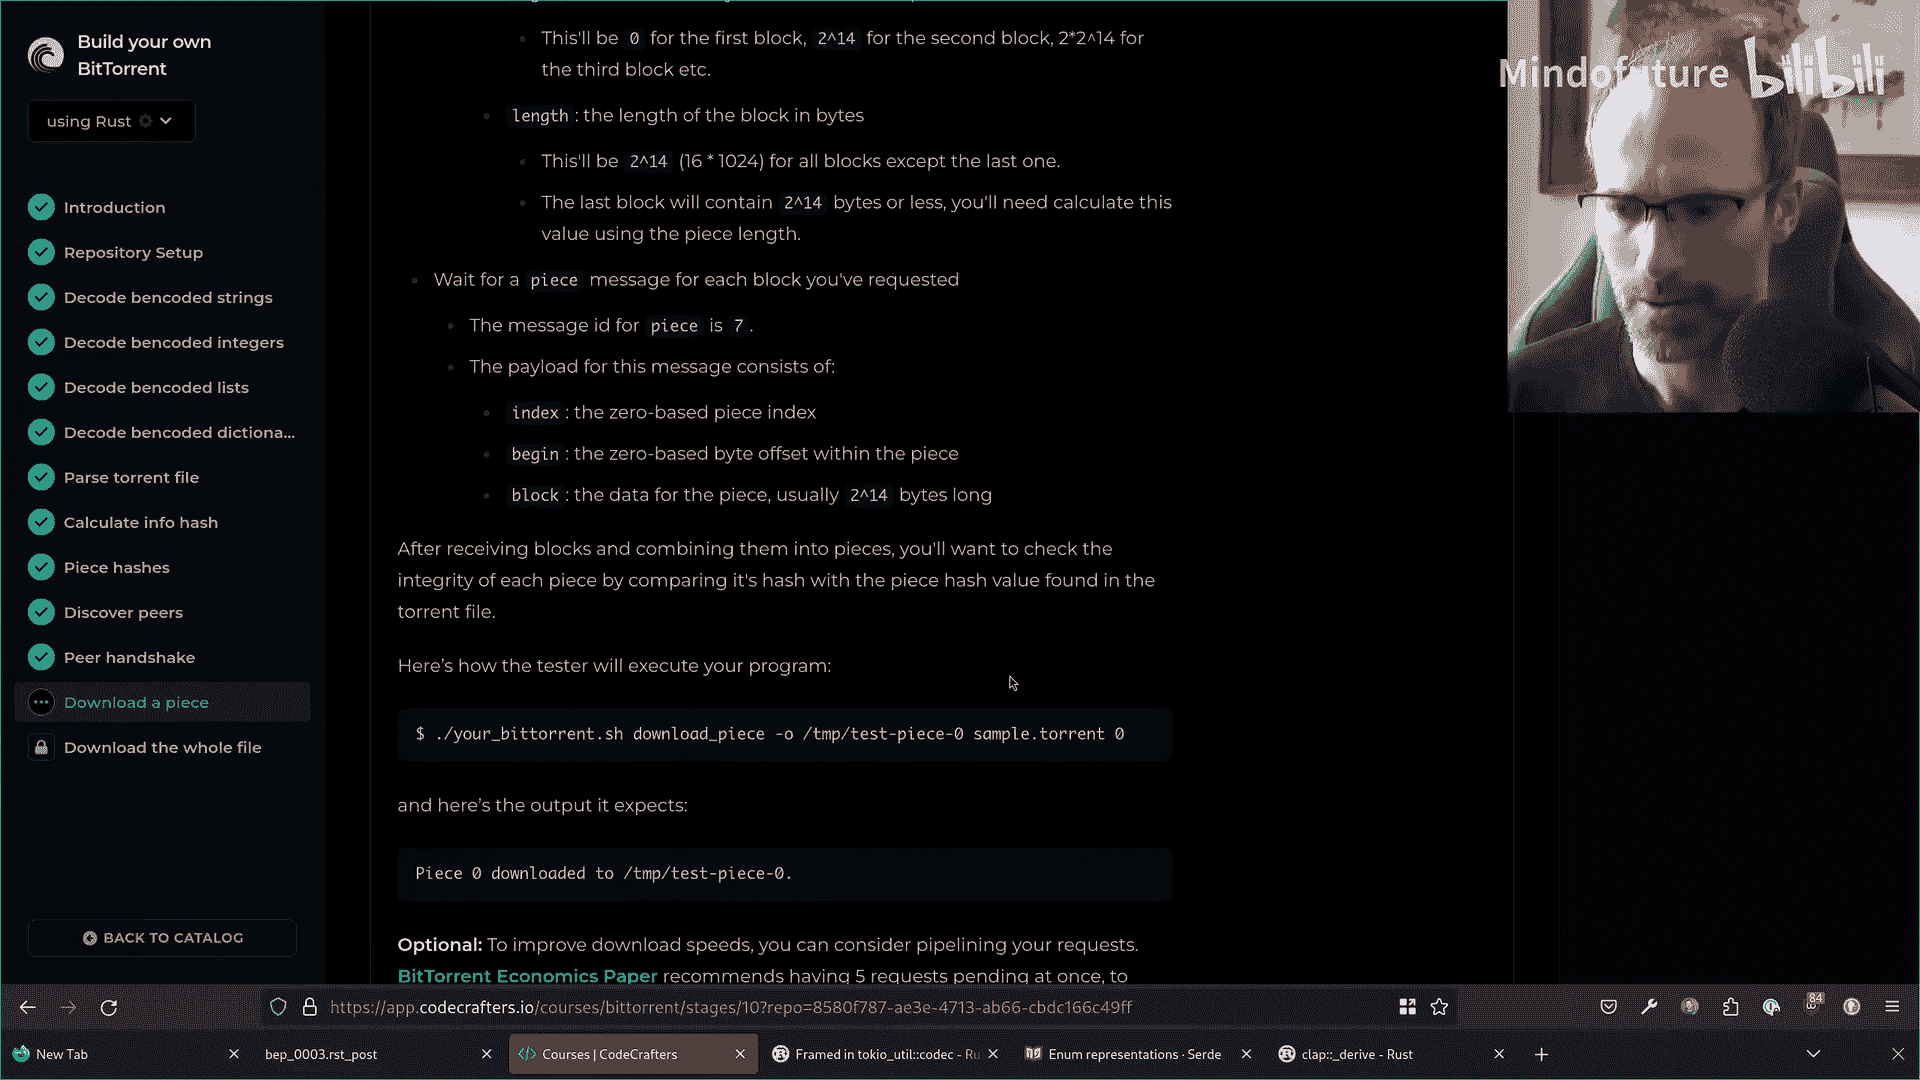 Build your own
BitTorrent
using Rust
Introduction
Repository Setup
Decode bencoded strings
Decode bencoded integers
Decode bencoded lists
Decode bencoded dictiona...
Parse torrent file
Calculate info hash
Piece hashes
Discover peers
Peer handshake
Download a piece
Download the whole file
BACK TO CATALOG
This'll be 0 for the first block, 2^14 for the second block, 2*2^14 for
the third block etc.
length : the length of the block in bytes
This'll be 2^14 (16 * 1024) for all blocks except the last one.
The last block will contain 2^14 bytes or less, you'll need calculate this
value using the piece length.
Wait for a piece message for each block you've requested
The message id for piece is 7 .
The payload for this message consists of:
index : the zero-based piece index
begin : the zero-based byte offset within the piece
block : the data for the piece, usually 2^14 bytes long
After receiving blocks and combining them into pieces, you'll want to check the
integrity of each piece by comparing it's hash with the piece hash value found in the
torrent file.
Here's how the tester will execute your program:
$ ./your_bittorrent.sh download_piece -o /tmp/test-piece-0 sample.torrent 0
and here's the output it expects:
Piece 0 downloaded to /tmp/test-piece-0.
Optional: To improve download speeds, you can consider pipelining your requests.
BitTorrent Economics Paper recommends having 5 requests pending at once, to
Mindofuture bilibili
https://app.codecrafters.io/courses/bittorrent/stages/10?repo=8580f787-ae3e-4713-ab66-cbdc166c49ff
84
New Tab
bep_0003.rst_post
Courses | CodeCrafters
Framed in tokio_util::codec - Ru
Enum representations · Serde
clap::_derive - Rust